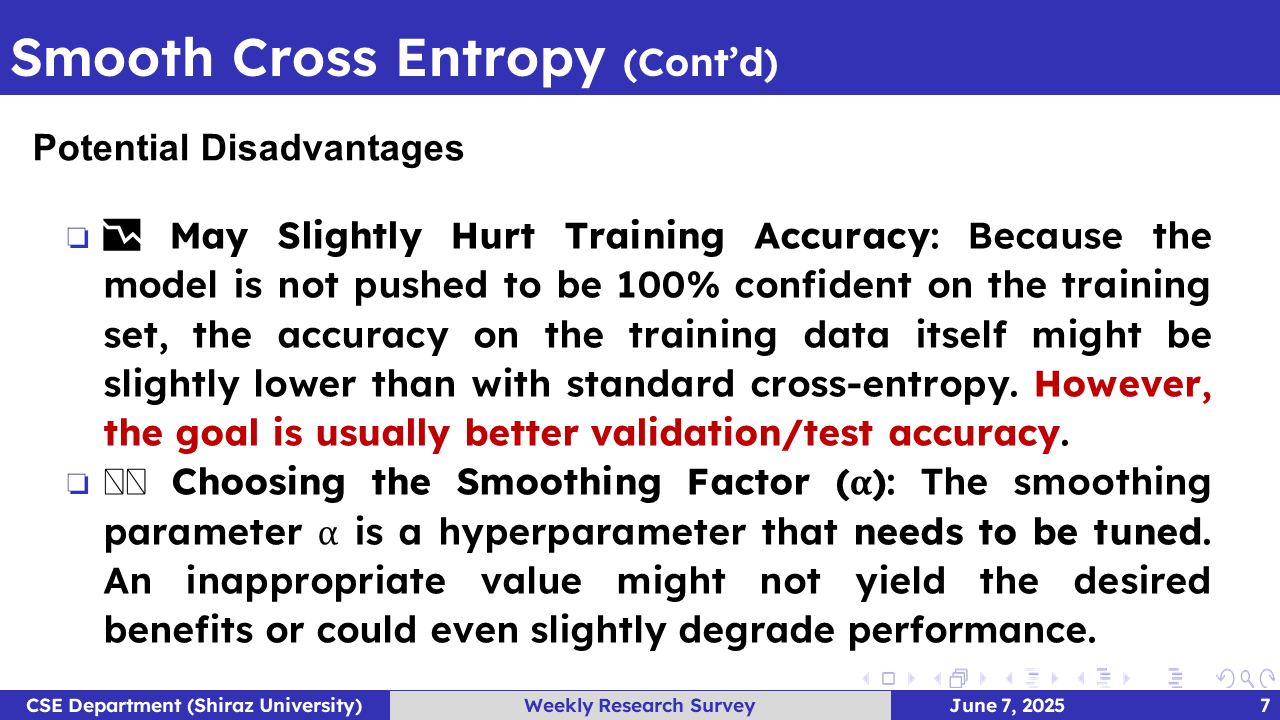 Smooth Cross Entropy (Cont’d)
Potential Disadvantages
May Slightly Hurt Training Accuracy: Because the
model is not pushed to be 100% confident on the training
set, the accuracy on the training data itself might be
slightly lower than with standard cross-entropy. However,
the goal is usually better validation/test accuracy.
Choosing the Smoothing Factor (α): The smoothing
parameter α is a hyperparameter that needs to be tuned.
An inappropriate value might not yield the desired
benefits or could even slightly degrade performance.
CSE Department (Shiraz University)
Weekly Research Survey
June 7, 2025
7